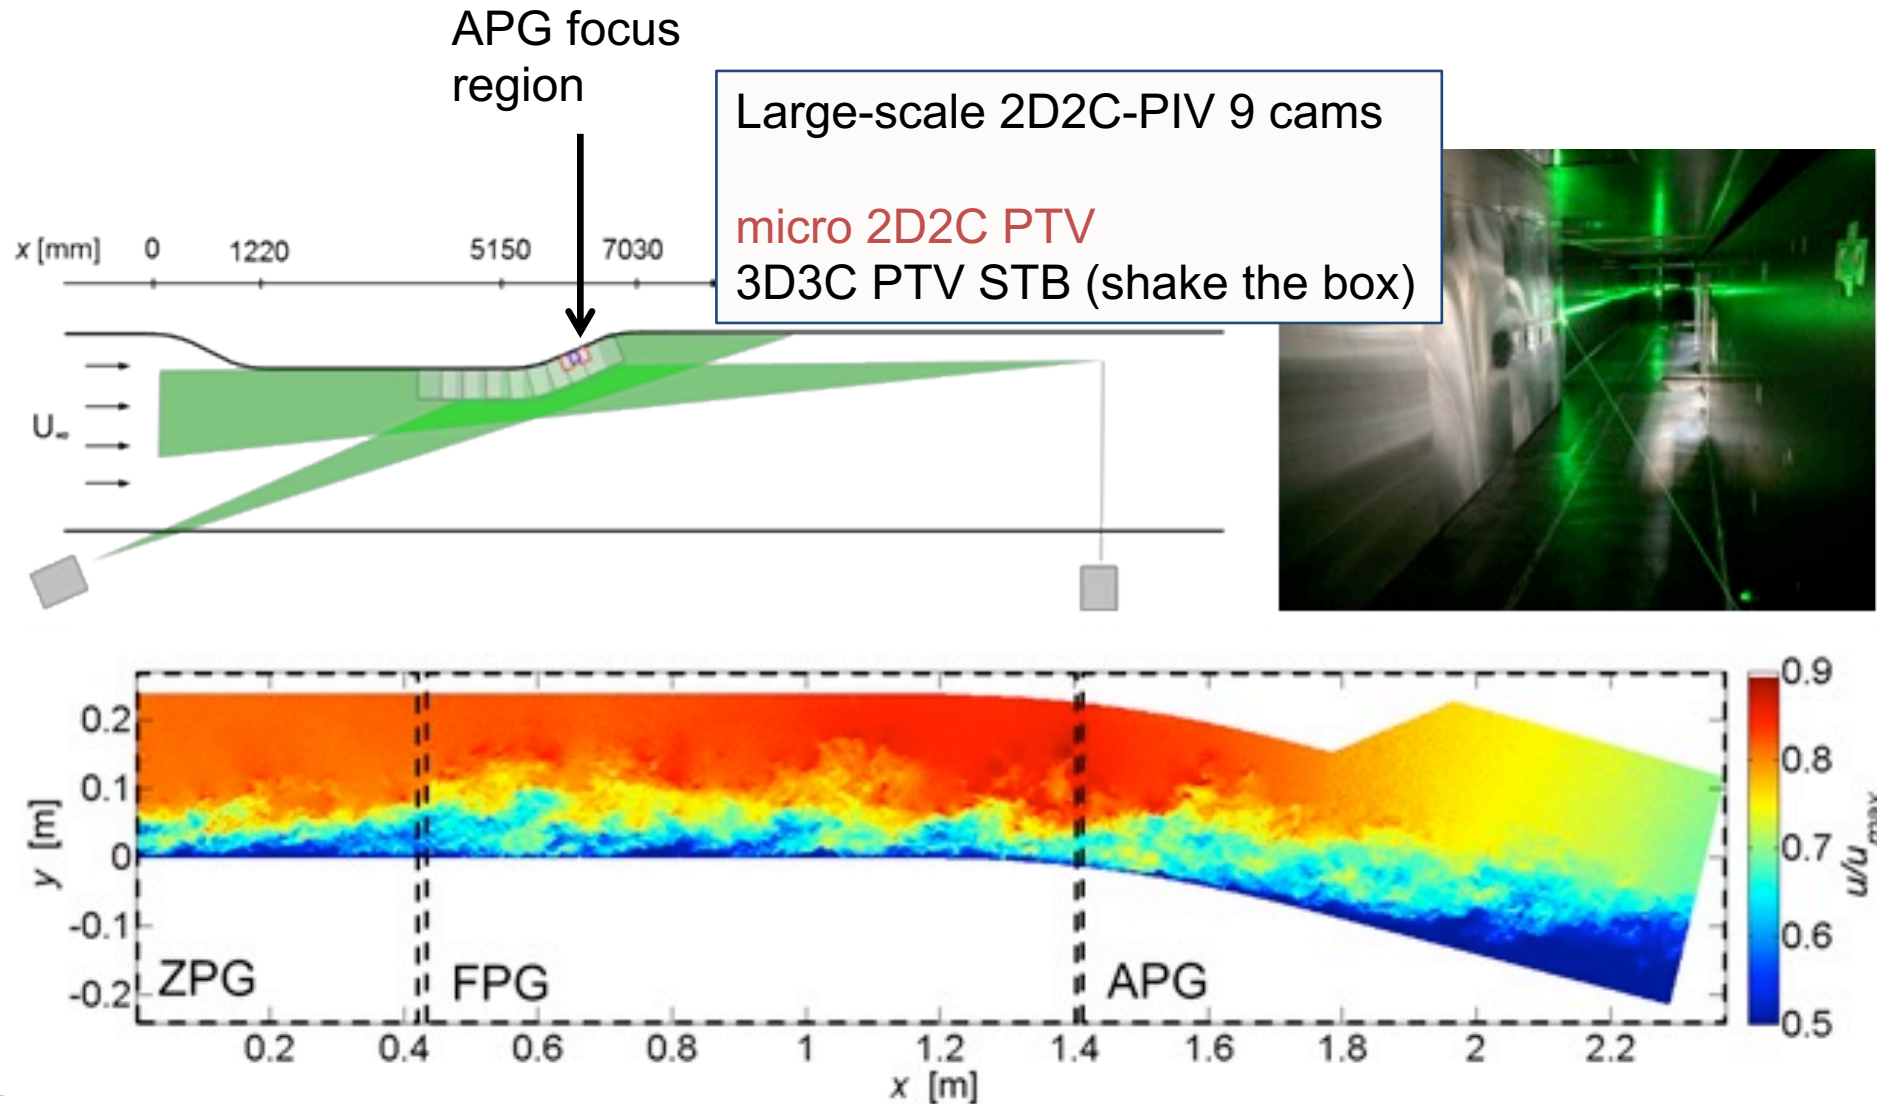 APG focus
region
Large-scale 2D2C-PIV 9 cams
micro 2D2C PTV
3D3C PTV STB (shake the box)
x [mm] 0 1220 5150 7030
U∞
0.2
0.1
0
-0.1
-0.2
y [m]
ZPG FPG APG
0.2 0.4 0.6 0.8 1 1.2 1.4 1.6 1.8 2 2.2
x [m]
0.9
0.8
0.7
0.6
0.5
u/u max